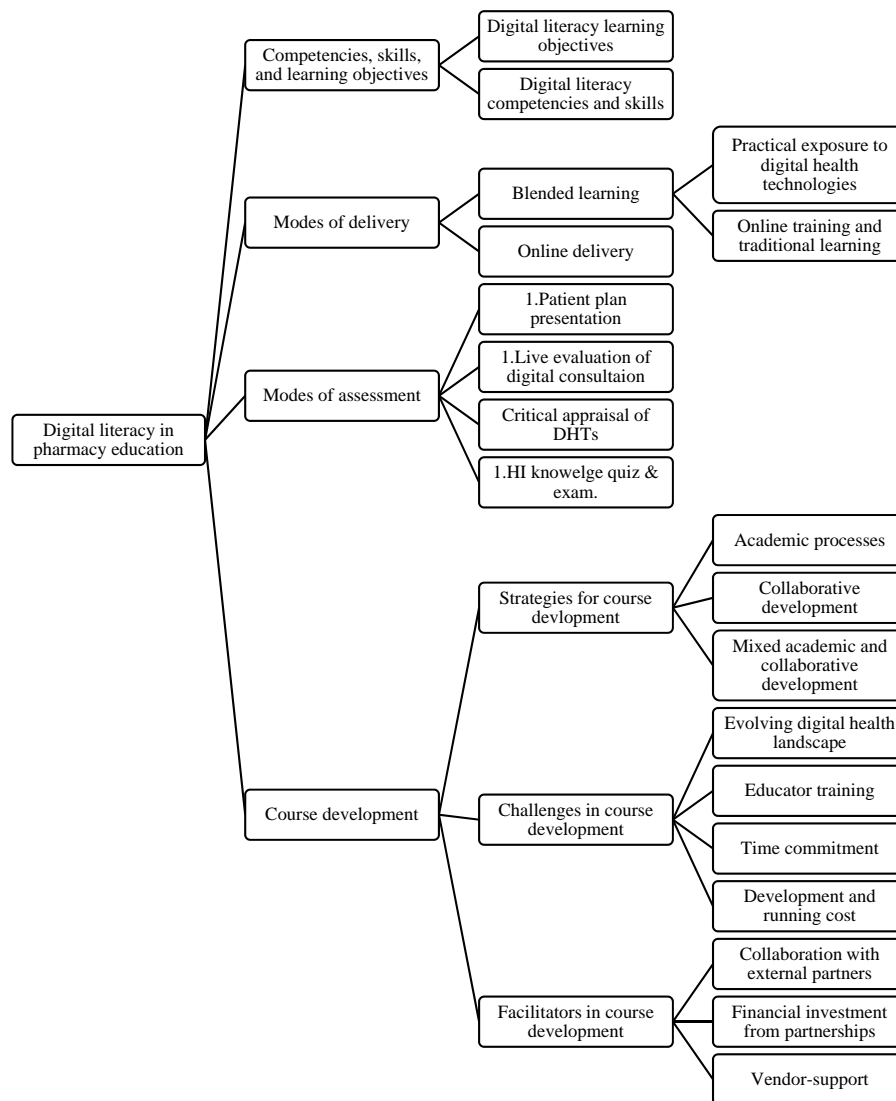 Digital literacy in
pharmacy education
Competencies, skills,
and learning objectives
Digital literacy learning
objectives
Digital literacy
competencies and skills
Modes of delivery
Blended learning
Practical exposure to
digital health
technologies
Online training and
traditional learning
Online delivery
Modes of assessment
1.Patient plan
presentation
1.Live evaluation of
digital consultaion
Critical appraisal of
DHTs
1.HI knowelge quiz &
exam.
Course development
Strategies for course
devlopment
Academic processes
Collaborative
development
Mixed academic and
collaborative
development
Challenges in course
development
Evolving digital health
landscape
Educator training
Time commitment
Development and
running cost
Facilitators in course
development
Collaboration with
external partners
Financial investment
from partnerships
Vendor-support